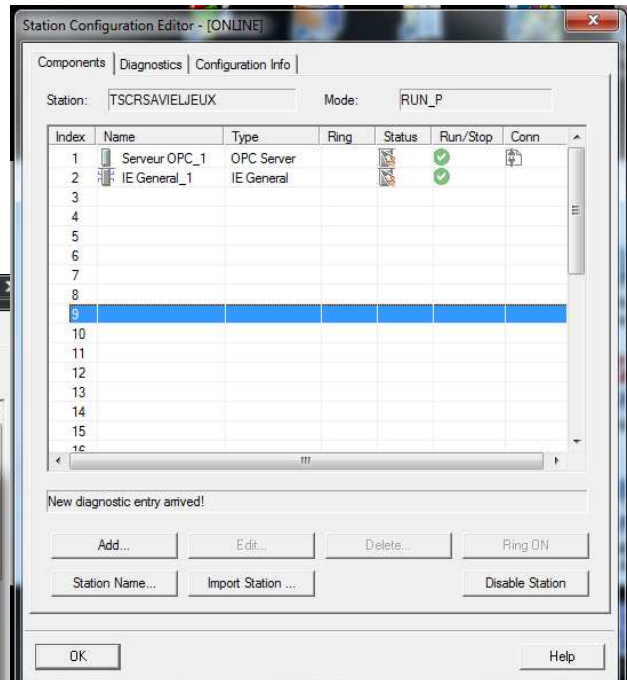 Station Configuration Editor - [ONLINE]
Components Diagnostics Configuration Info
Station: TSCRSAVIELJEUX Mode: RUN_P
Index Name Type Ring Status Run/Stop Conn
1 Serveur OPC_1 OPC Server
2 IE General_1 IE General
3
4
5
6
7
8
9
10
11
12
13
14
15
16
New diagnostic entry arrived!
Add... Edit... Delete... Ring ON
Station Name... Import Station ... Disable Station
OK Help